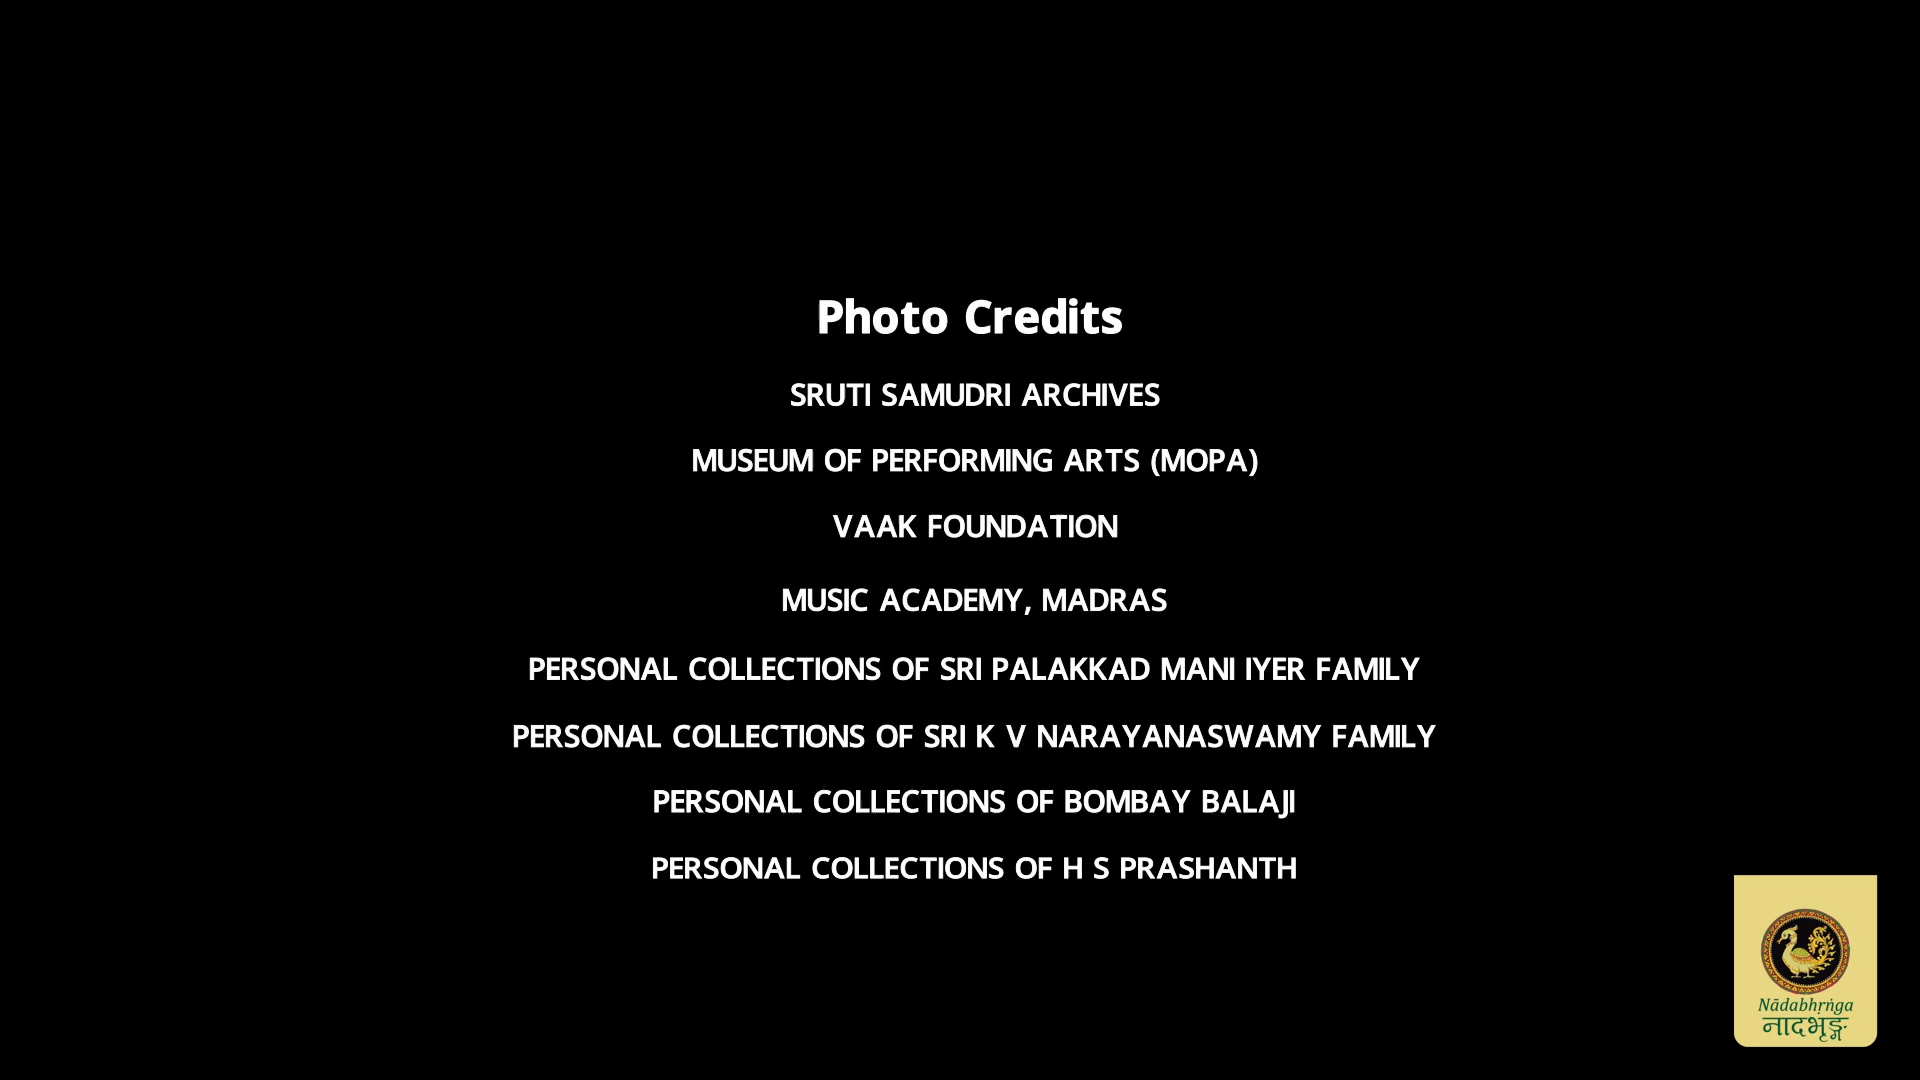 Photo Credits
SRUTI SAMUDRI ARCHIVES
MUSEUM OF PERFORMING ARTS (MOPA)
VAAK FOUNDATION
MUSIC ACADEMY, MADRAS
PERSONAL COLLECTIONS OF SRI PALAKKAD MANI IYER FAMILY
PERSONAL COLLECTIONS OF SRI K V NARAYANASWAMY FAMILY
PERSONAL COLLECTIONS OF BOMBAY BALAJI
PERSONAL COLLECTIONS OF H S PRASHANTH
Nādabhṛṅga
नादभृङ्ग